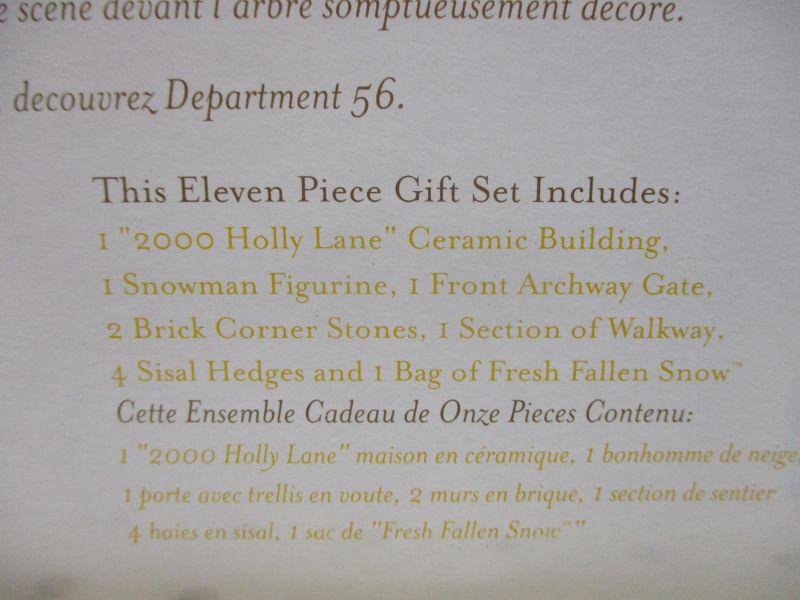 e scène devant l'arbre somptueusement décoré.
, decouvrez Department 56.
This Eleven Piece Gift Set Includes:
1 "2000 Holly Lane" Ceramic Building,
1 Snowman Figurine, 1 Front Archway Gate,
2 Brick Corner Stones, 1 Section of Walkway,
4 Sisal Hedges and 1 Bag of Fresh Fallen Snow™
Cette Ensemble Cadeau de Onze Pieces Contenu:
1 "2000 Holly Lane" maison en céramique, 1 bonhomme de neige,
1 porte avec trellis en voute, 2 murs en brique, 1 section de sentier
4 haies en sisal, 1 sac de "Fresh Fallen Snow™"